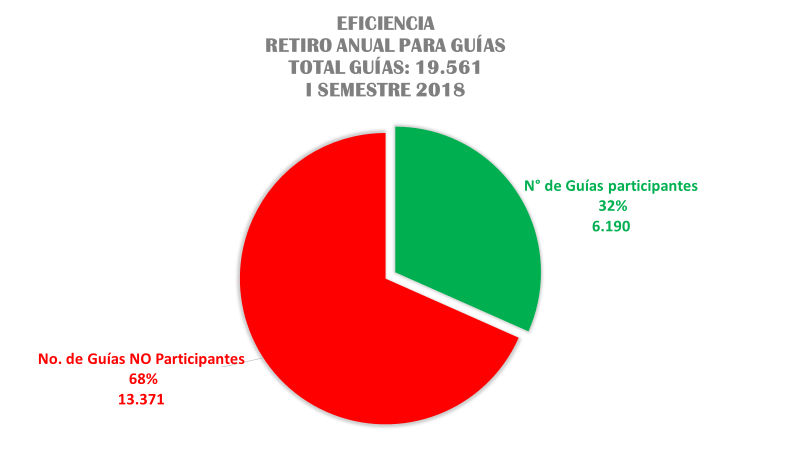 EFICIENCIA
RETIRO ANUAL PARA GUÍAS
TOTAL GUÍAS: 19.561
I SEMESTRE 2018
N° de Guías participantes
32%
6.190
No. de Guías NO Participantes
68%
13.371